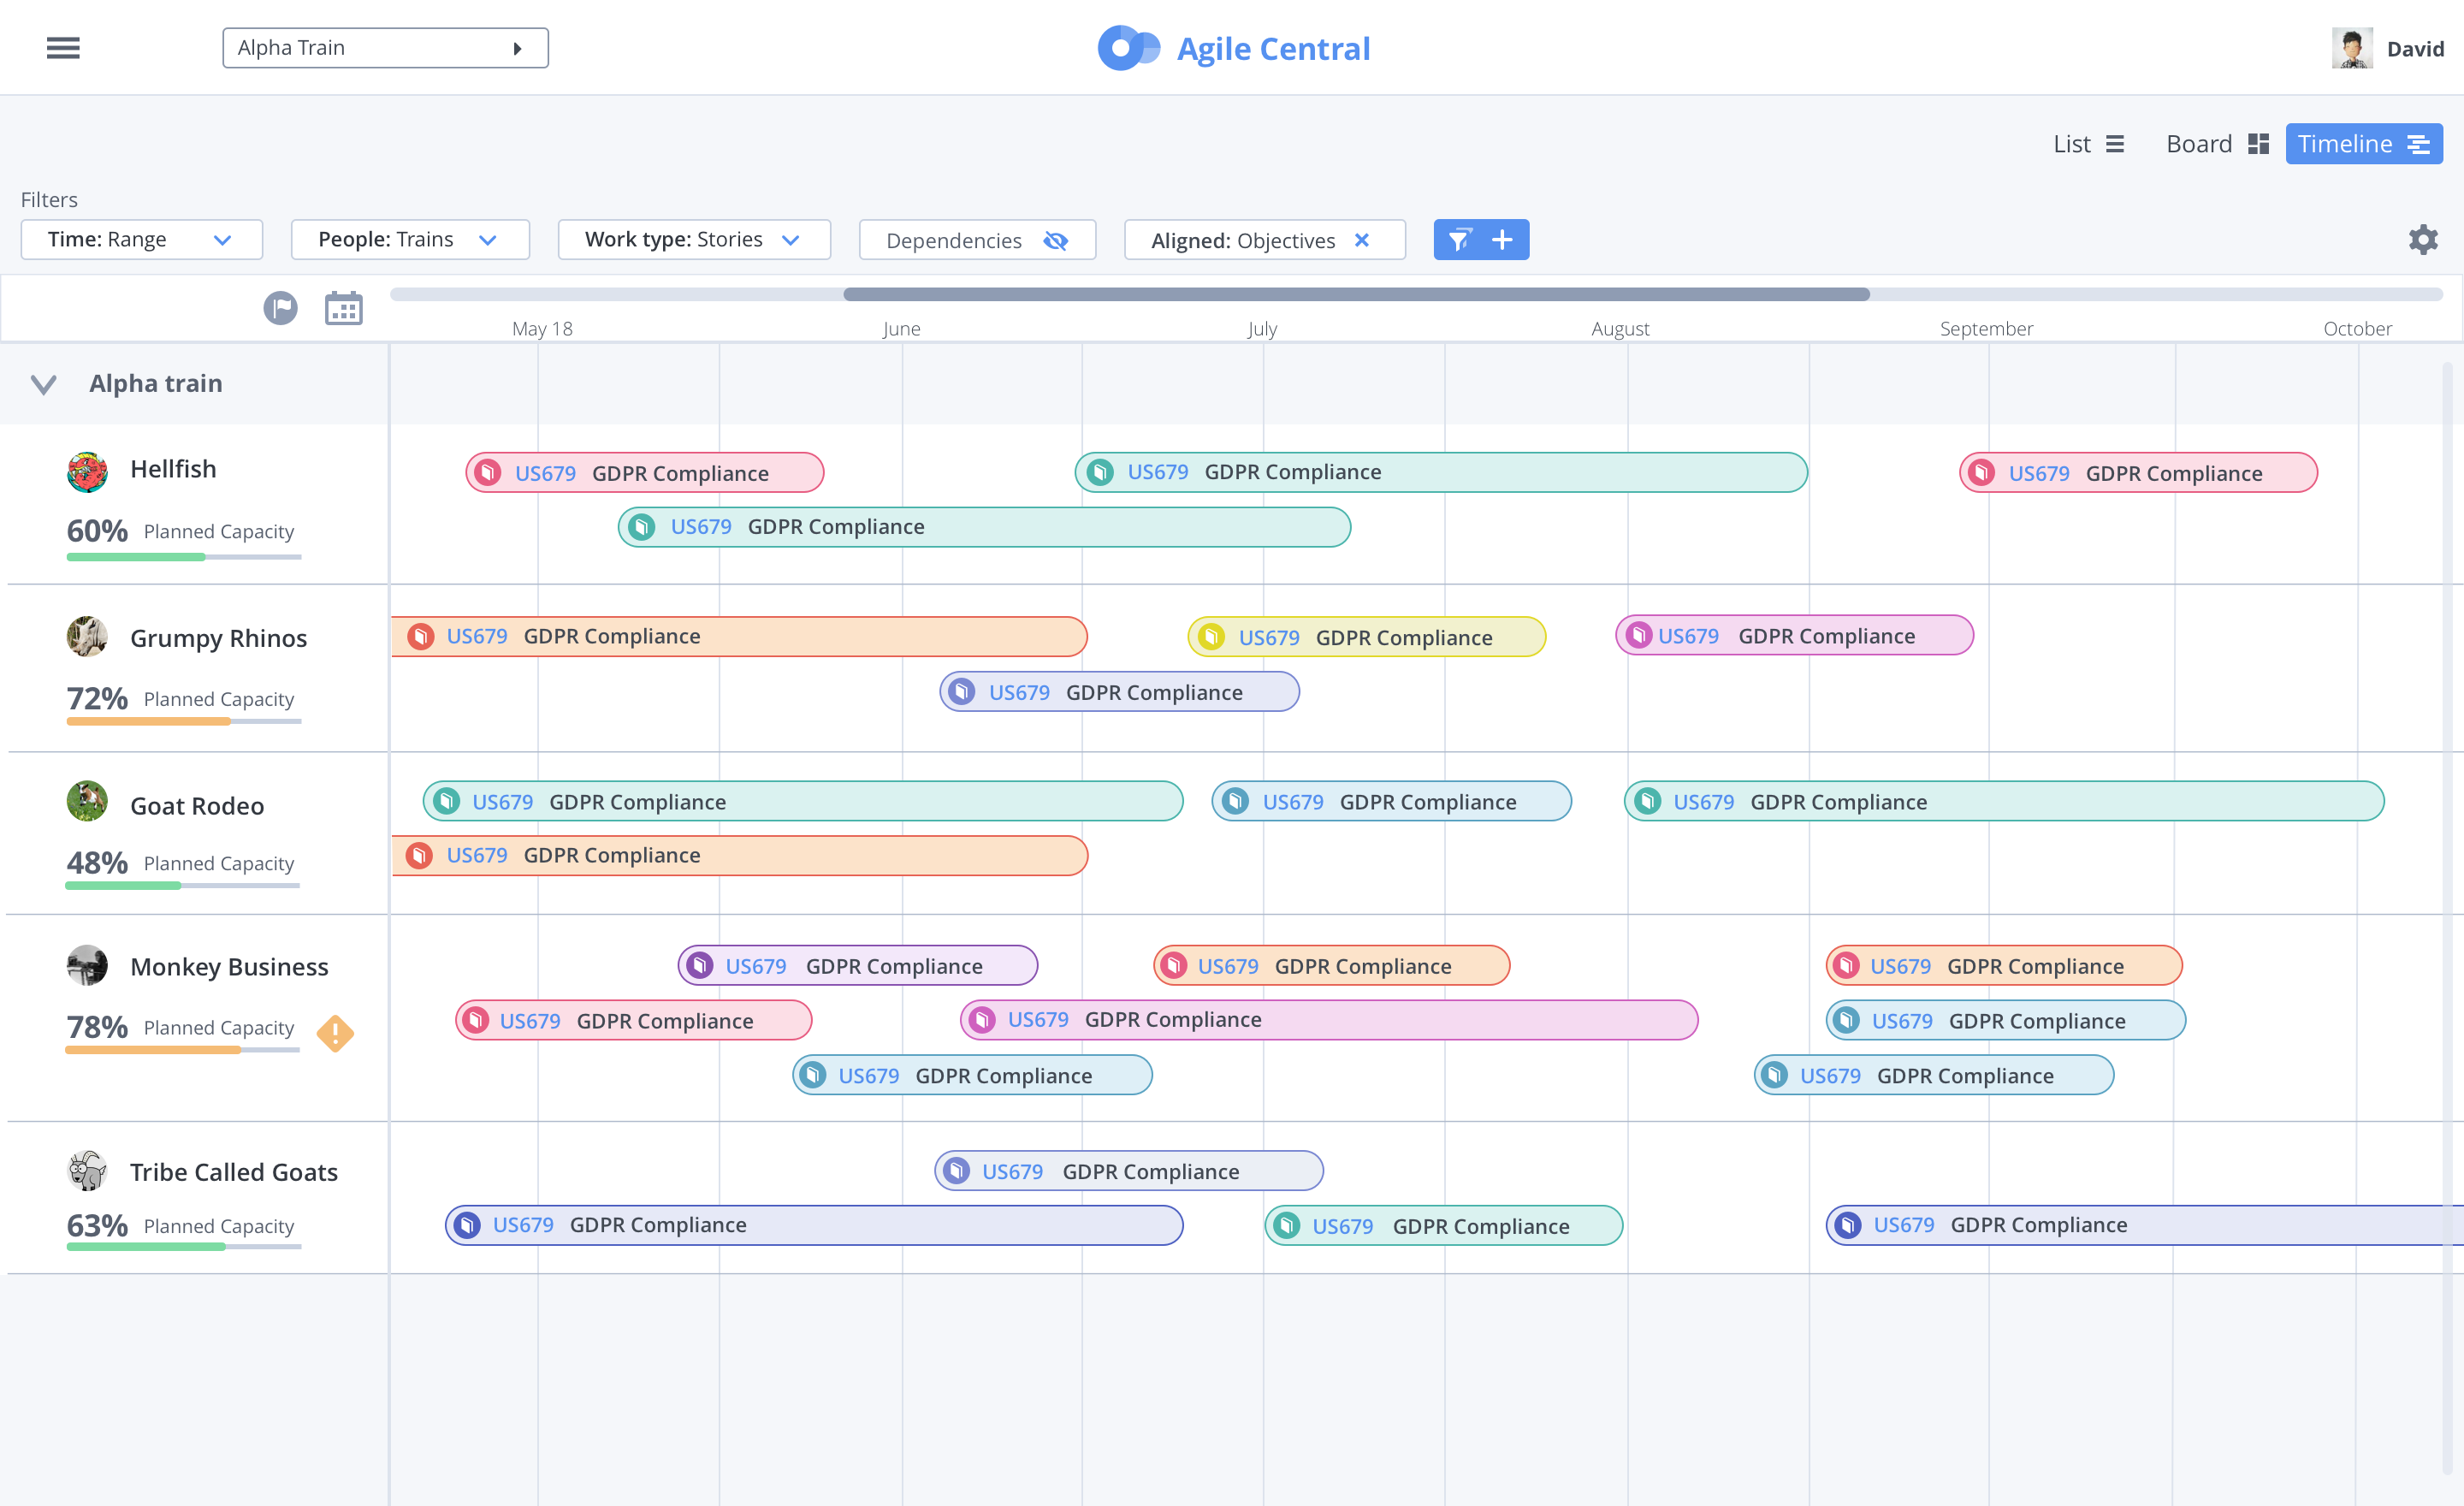 Alpha Train
Agile Central
David
List
Board
Timeline
Filters
Time: Range
People: Trains
Work type: Stories
Dependencies
Aligned: Objectives
May 18
June
July
August
September
October
Alpha train
Hellfish
60% Planned Capacity
US679 GDPR Compliance
US679 GDPR Compliance
US679 GDPR Compliance
US679 GDPR Compliance
Grumpy Rhinos
72% Planned Capacity
US679 GDPR Compliance
US679 GDPR Compliance
US679 GDPR Compliance
US679 GDPR Compliance
Goat Rodeo
48% Planned Capacity
US679 GDPR Compliance
US679 GDPR Compliance
US679 GDPR Compliance
US679 GDPR Compliance
Monkey Business
78% Planned Capacity
US679 GDPR Compliance
US679 GDPR Compliance
US679 GDPR Compliance
US679 GDPR Compliance
US679 GDPR Compliance
US679 GDPR Compliance
US679 GDPR Compliance
US679 GDPR Compliance
Tribe Called Goats
63% Planned Capacity
US679 GDPR Compliance
US679 GDPR Compliance
US679 GDPR Compliance
US679 GDPR Compliance